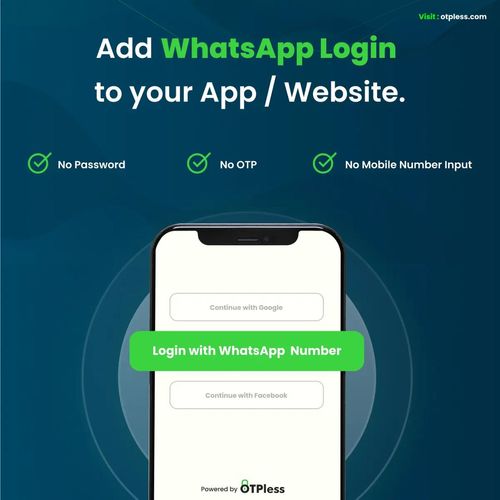 Visit : otpless.com
Add WhatsApp Login
to your App / Website.
No Password
No OTP
No Mobile Number Input
Continue with Google
Login with WhatsApp Number
Continue with Facebook
Powered by OTPless